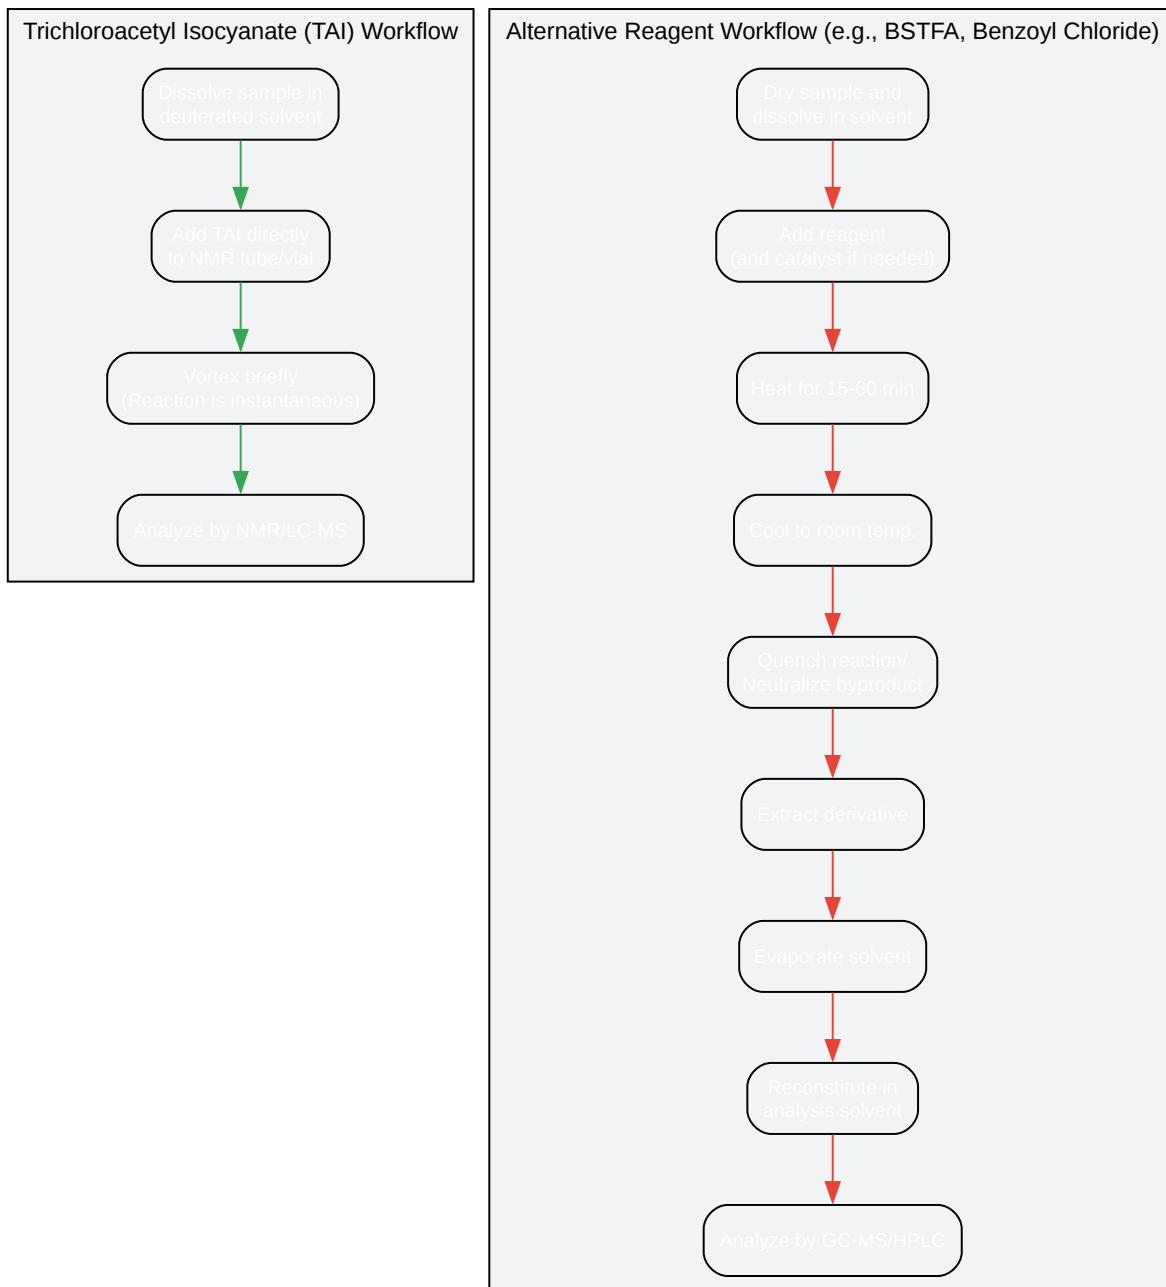 Trichloroacetyl Isocyanate (TAI) Workflow
Dissolve sample in
deuterated solvent
Add TAI directly
to NMR tube/vial
Vortex briefly
(Reaction is instantaneous)
Analyze by NMR/LC-MS
Alternative Reagent Workflow (e.g., BSTFA, Benzoyl Chloride)
Dry sample and
dissolve in solvent
Add reagent
(and catalyst if needed)
Heat for 15-60 min
Cool to room temp.
Quench reaction/
Neutralize byproduct
Extract derivative
Evaporate solvent
Reconstitute in
analysis solvent
Analyze by GC-MS/HPLC